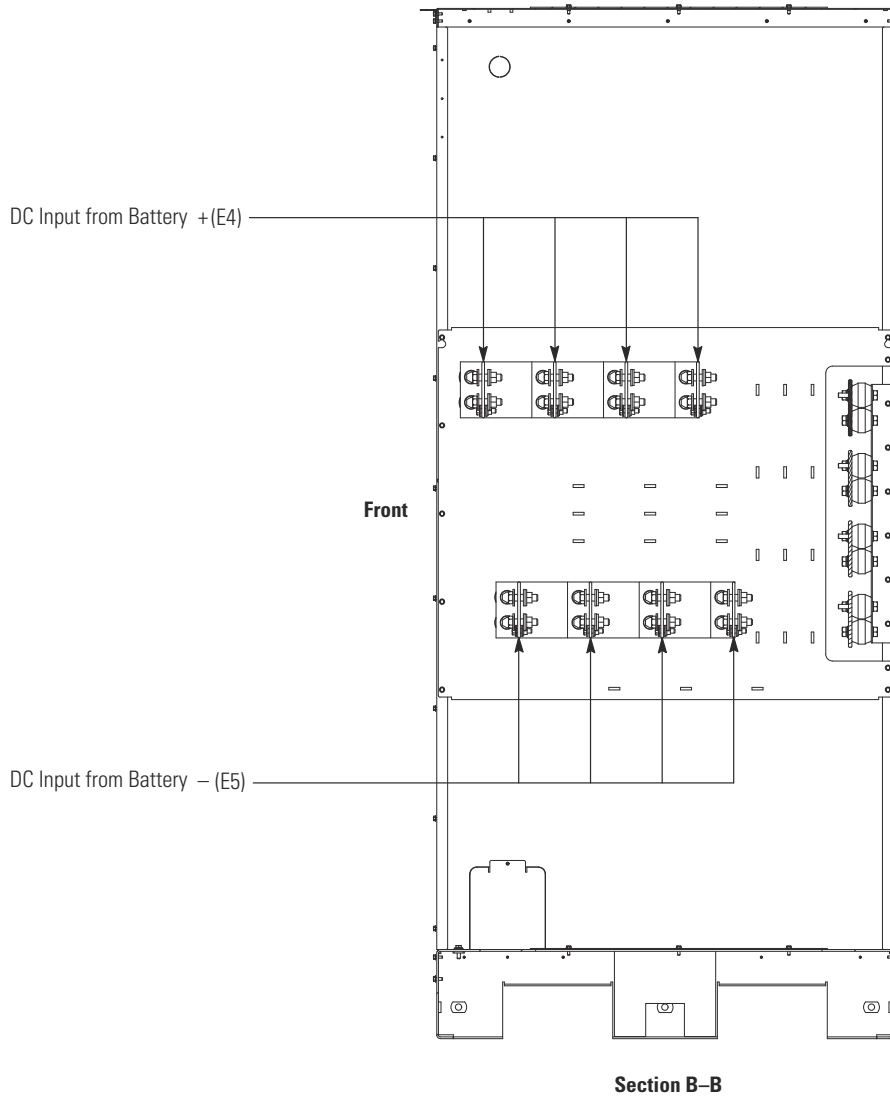 DC Input from Battery +(E4)
Front
DC Input from Battery – (E5)
Section B–B